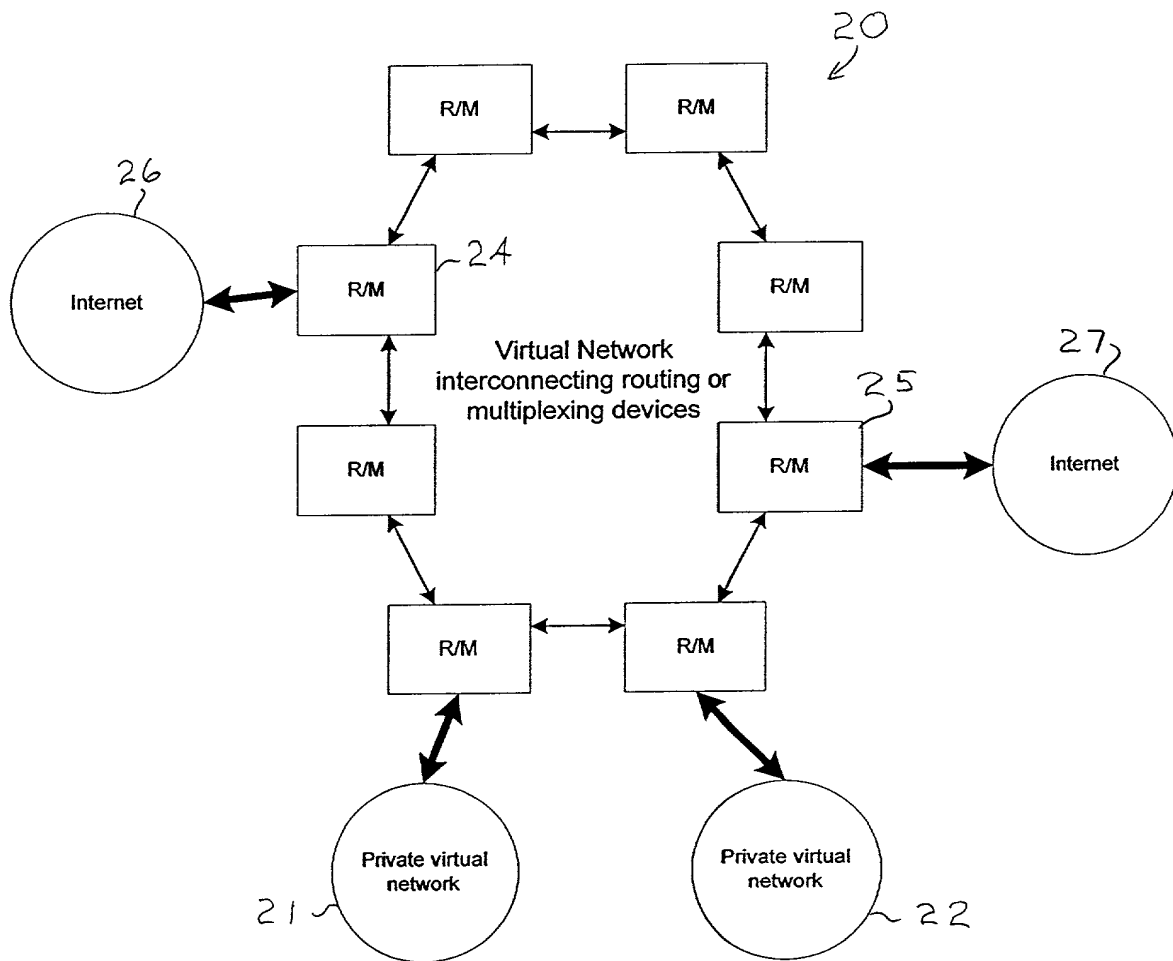 20
R/M
R/M
26
24
Internet
R/M
R/M
Virtual Network
interconnecting routing or
multiplexing devices
27
25
R/M
R/M
Internet
R/M
R/M
Private virtual
network
Private virtual
network
21
22